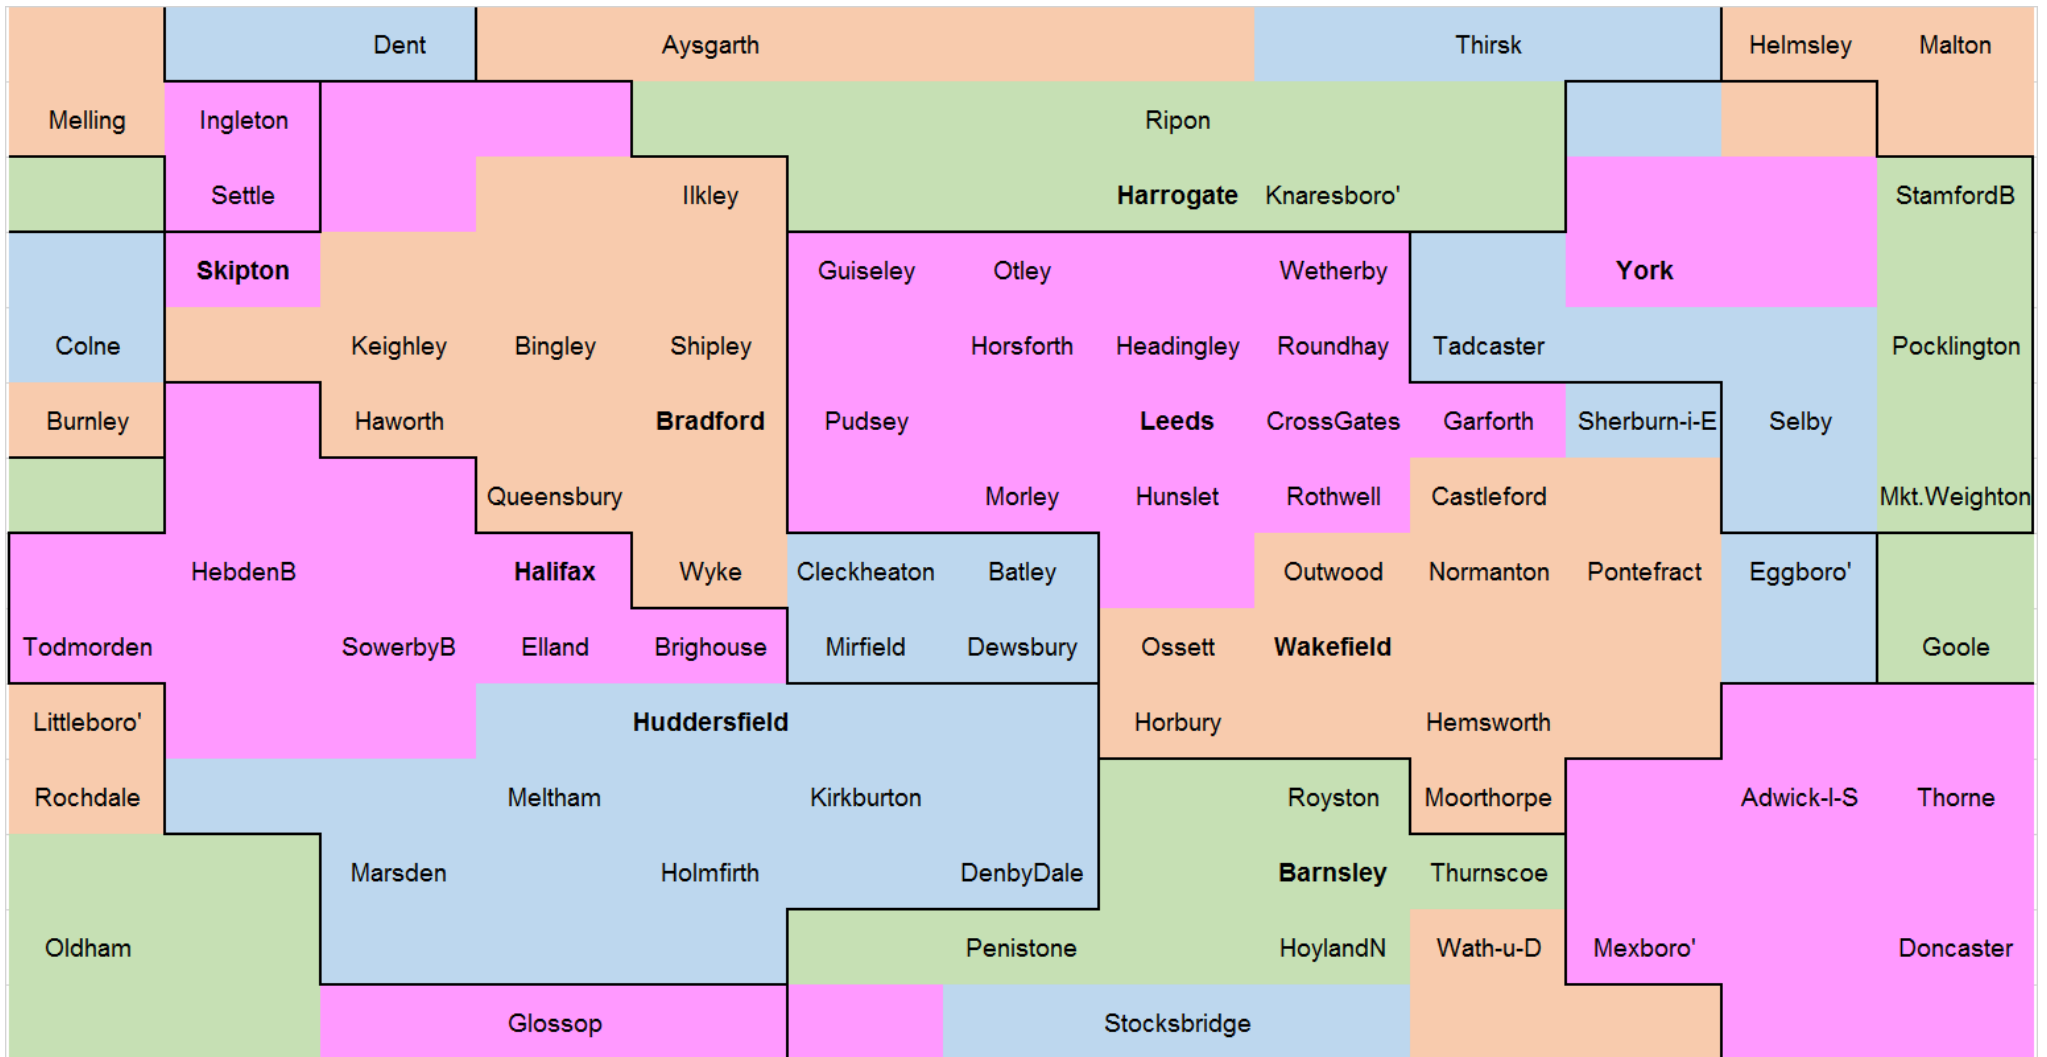 Dent Aysgarth Thirsk Helmsley Malton
Melling Ingleton Ripon
Settle Ilkley Harrogate Knaresboro' StamfordB
Skipton Guiseley Otley Wetherby York
Colne Keighley Bingley Shipley Horsforth Headingley Roundhay Tadcaster Pocklington
Burnley Haworth Bradford Pudsey Leeds CrossGates Garforth Sherburn-i-E Selby
Queensbury Morley Hunslet Rothwell Castleford Mkt.Weighton
HebdenB Halifax Wyke Cleckheaton Batley Outwood Normanton Pontefract Eggboro'
Todmorden SowerbyB Elland Brighouse Mirfield Dewsbury Ossett Wakefield Goole
Littleboro' Huddersfield Horbury Hemsworth
Rochdale Meltham Kirkburton Royston Moorthorpe Adwick-l-S Thorne
Marsden Holmfirth DenbyDale Barnsley Thurnscoe
Oldham Penistone HoylandN Wath-u-D Mexboro' Doncaster
Glossop Stocksbridge